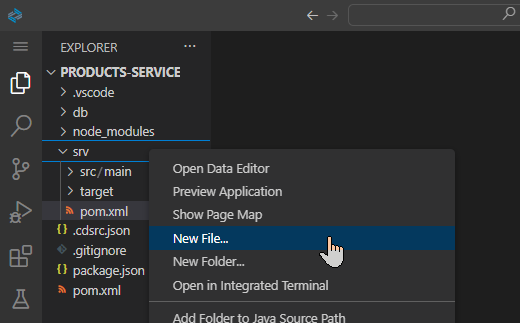 EXPLORER ...
PRODUCTS-SERVICE
.vscode
db
node_modules
srv
src/main
target
pom.xml
.cdsrc.json
.gitignore
package.json
pom.xml
Open Data Editor
Preview Application
Show Page Map
New File...
New Folder...
Open in Integrated Terminal
Add Folder to Java Source Path